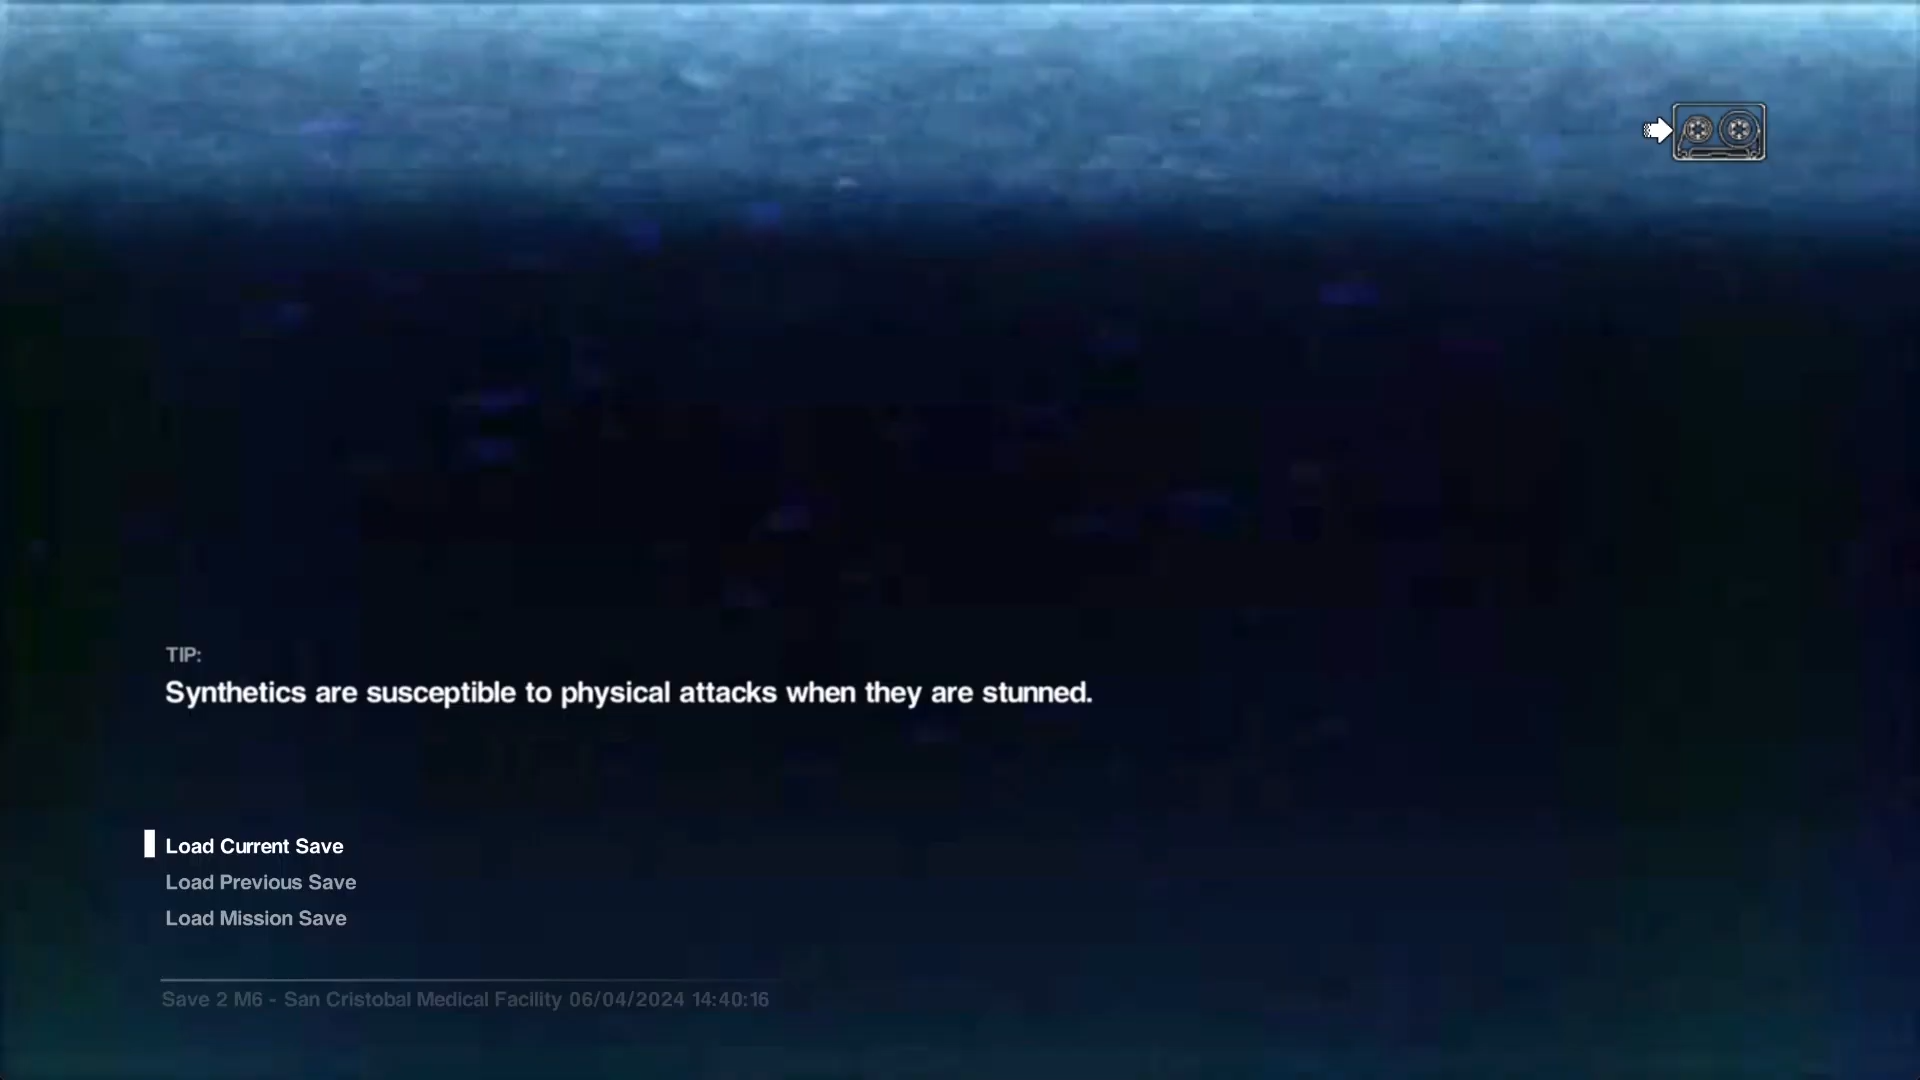 TIP:
Synthetics are susceptible to physical attacks when they are stunned.
Load Current Save
Load Previous Save
Load Mission Save
Save 2 M6 - San Cristobal Medical Facility 06/04/2024 14:40:16